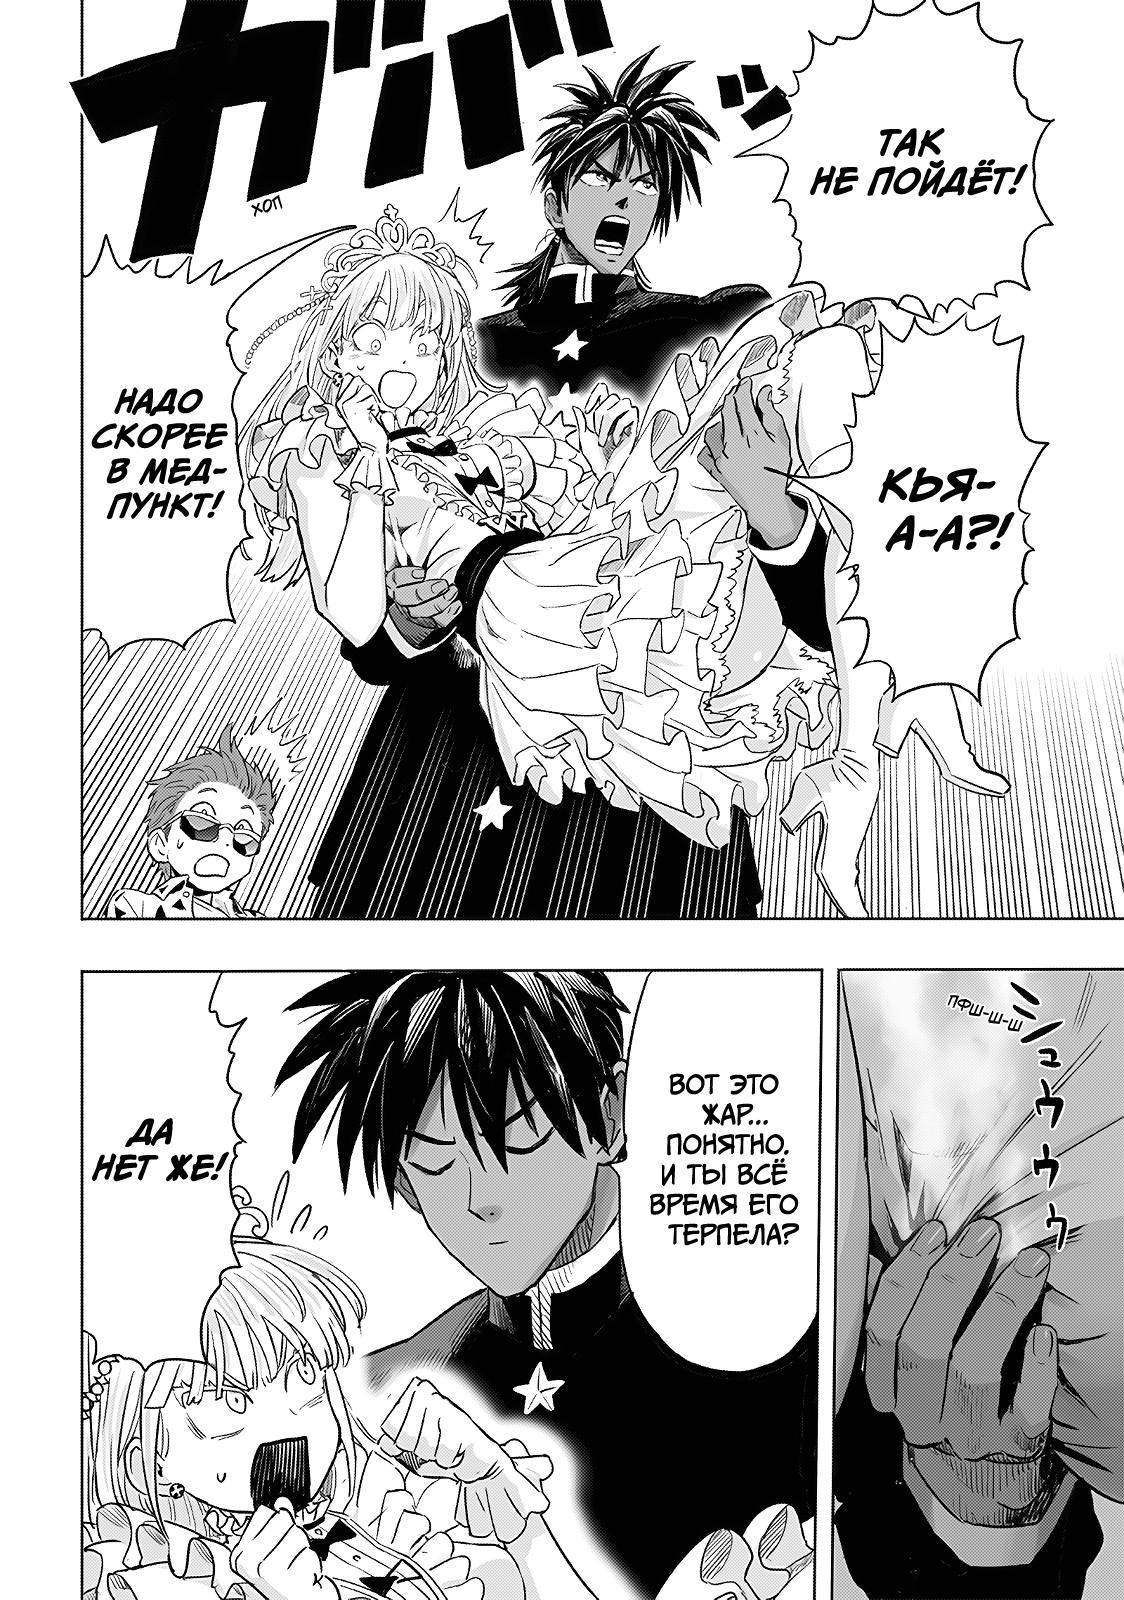 ガバッ
ХОП
ТАК
НЕ ПОЙДЁТ!
КЬЯ-
А-А?!
НАДО
СКОРЕЕ
В МЕД-
ПУНКТ!
ПФШ-Ш-Ш
シュウウウ
ВОТ ЭТО
ЖАР...
ПОНЯТНО.
И ТЫ ВСЁ
ВРЕМЯ ЕГО
ТЕРПЕЛА?
ДА
НЕТ ЖЕ!